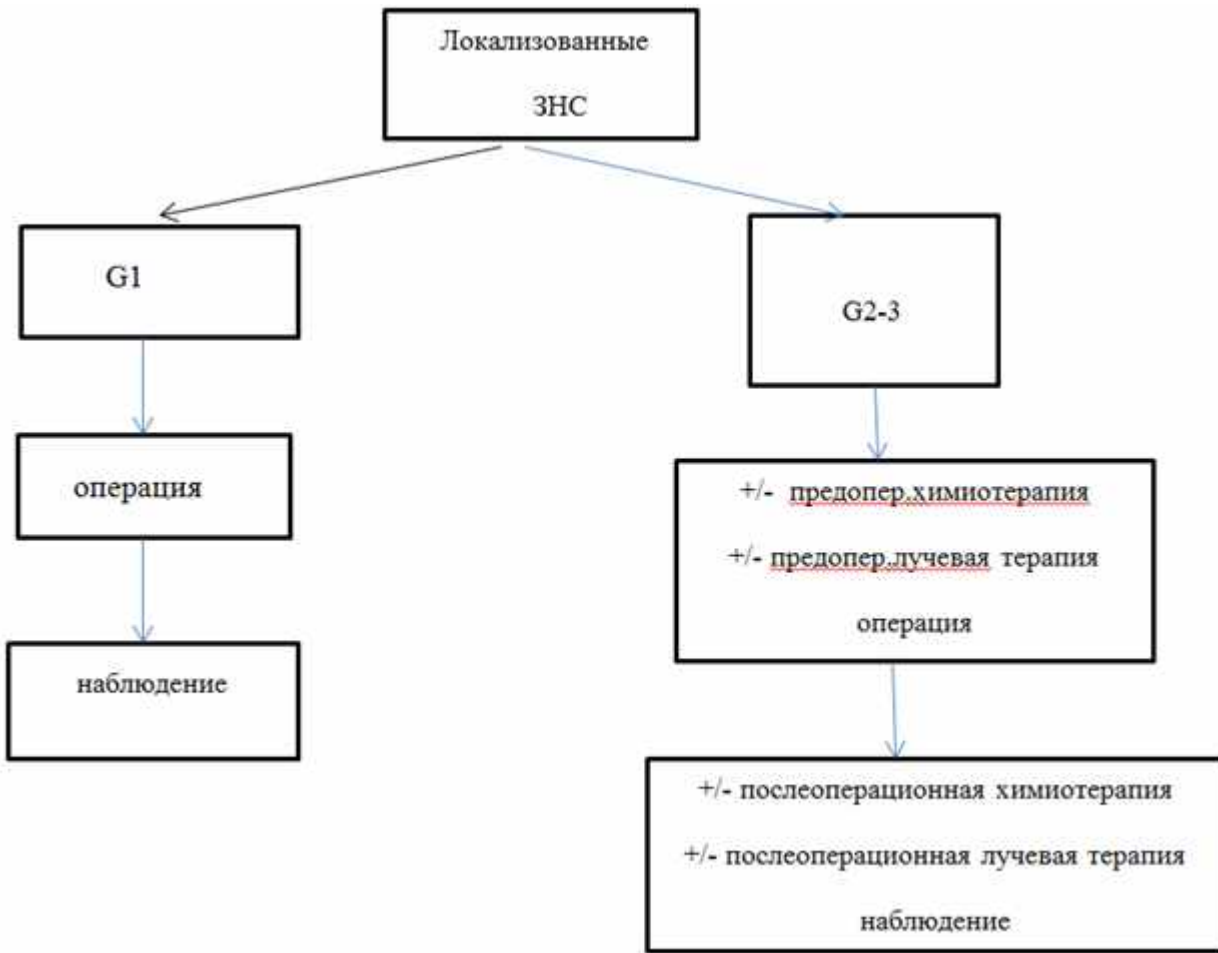 Локализованные
ЗНС
G1
операция
наблюдение
G2-3
+/- предопер.химиотерапия
+/- предопер.лучевая терапия
операция
+/- послеоперационная химиотерапия
+/- послеоперационная лучевая терапия
наблюдение